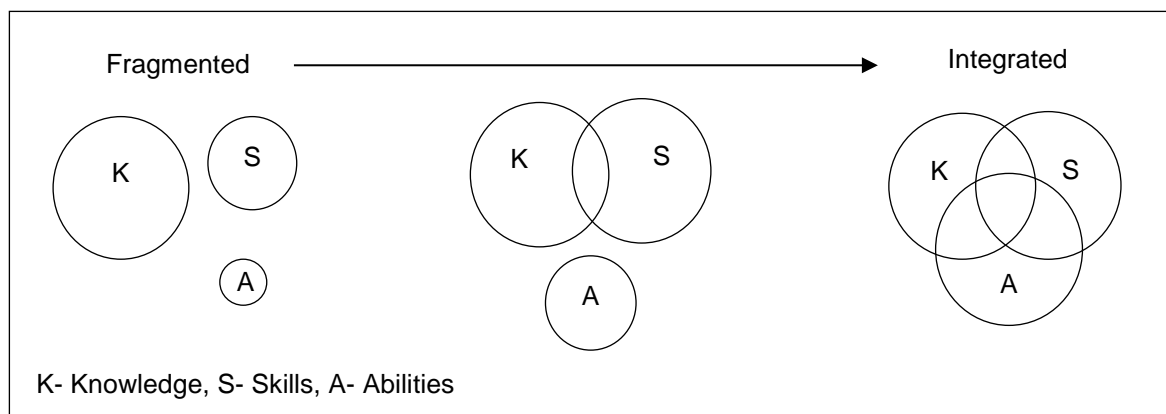 Fragmented
Integrated
K
S
A
K
S
A
K
S
A
K- Knowledge, S- Skills, A- Abilities